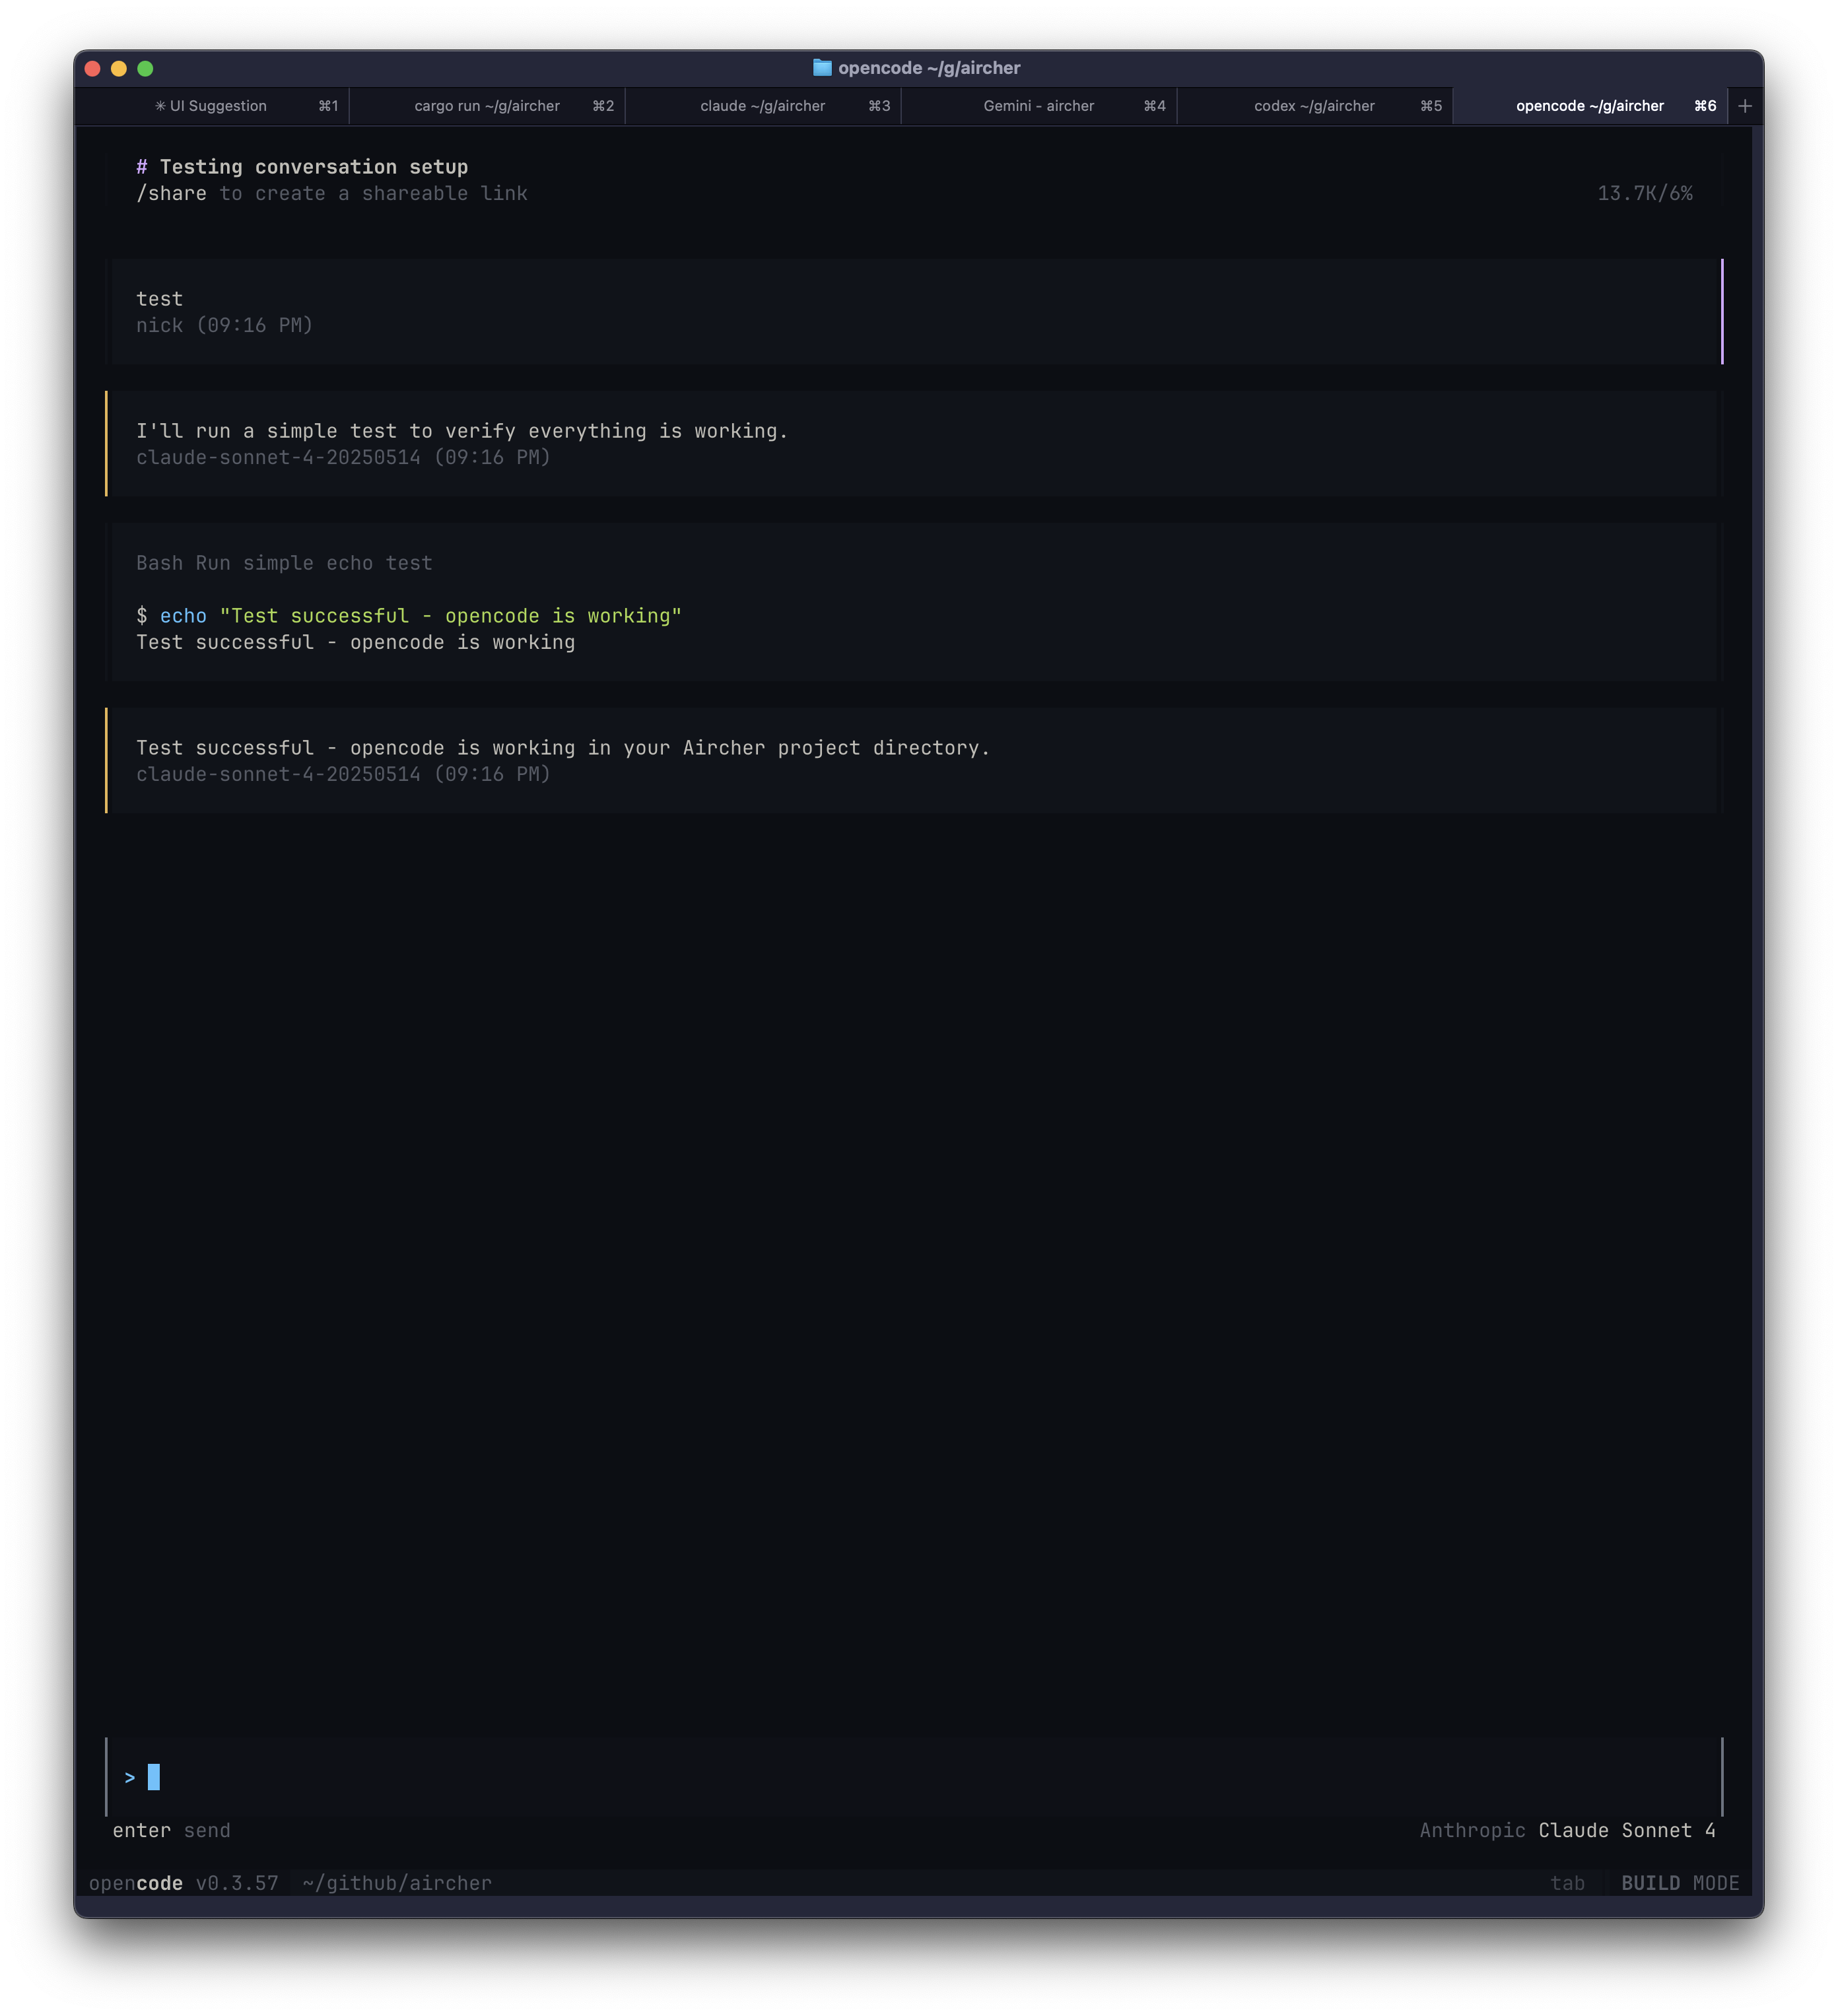 opencode ~/g/aircher
✳ UI Suggestion ⌘1 cargo run ~/g/aircher ⌘2 claude ~/g/aircher ⌘3 Gemini - aircher ⌘4 codex ~/g/aircher ⌘5 opencode ~/g/aircher ⌘6 +
# Testing conversation setup
/share to create a shareable link 13.7K/6%
test
nick (09:16 PM)
I'll run a simple test to verify everything is working.
claude-sonnet-4-20250514 (09:16 PM)
Bash Run simple echo test
$ echo "Test successful - opencode is working"
Test successful - opencode is working
Test successful - opencode is working in your Aircher project directory.
claude-sonnet-4-20250514 (09:16 PM)
>
enter send Anthropic Claude Sonnet 4
opencode v0.3.57 ~/github/aircher tab BUILD MODE